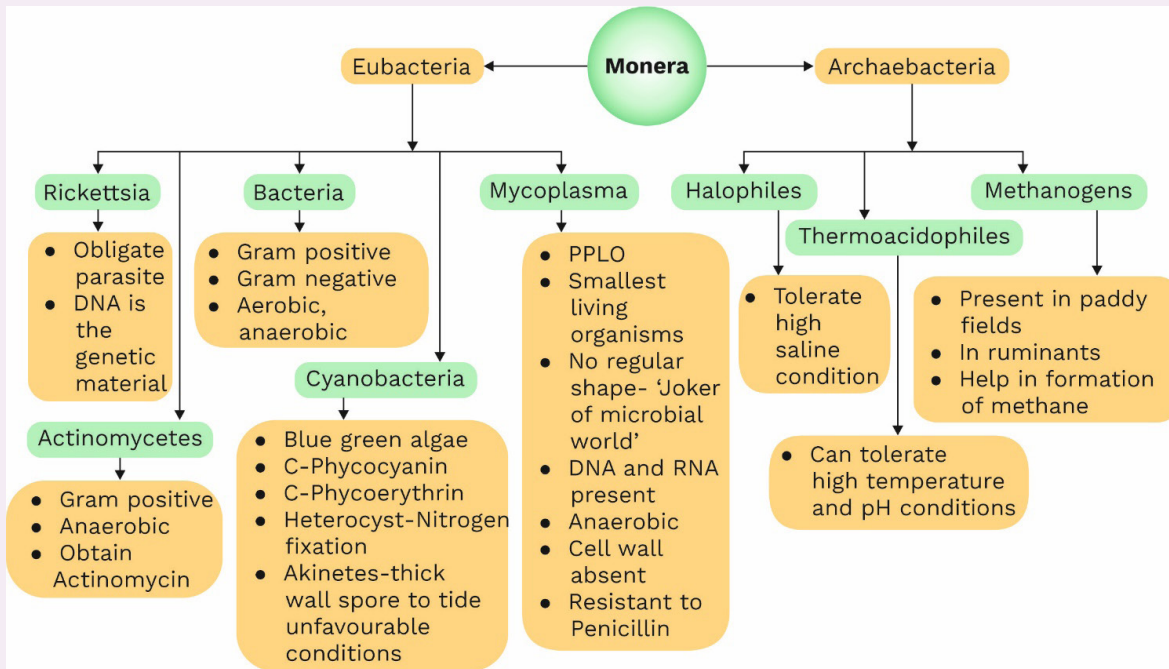 Monera
Eubacteria
Archaebacteria
Rickettsia
● Obligate
parasite
● DNA is
the
genetic
material
Bacteria
● Gram positive
● Gram negative
● Aerobic,
anaerobic
Mycoplasma
● PPLO
● Smallest
living
organisms
● No regular
shape- ‘Joker
of microbial
world’
● DNA and RNA
present
● Anaerobic
● Cell wall
absent
● Resistant to
Penicillin
Actinomycetes
● Gram positive
● Anaerobic
● Obtain
Actinomycin
Cyanobacteria
● Blue green algae
● C-Phycocyanin
● C-Phycoerythrin
● Heterocyst-Nitrogen
fixation
● Akinetes-thick
wall spore to tide
unfavourable
conditions
Halophiles
● Tolerate
high
saline
condition
Thermoacidophiles
● Can tolerate
high temperature
and pH conditions
Methanogens
● Present in paddy
fields
● In ruminants
● Help in formation
of methane